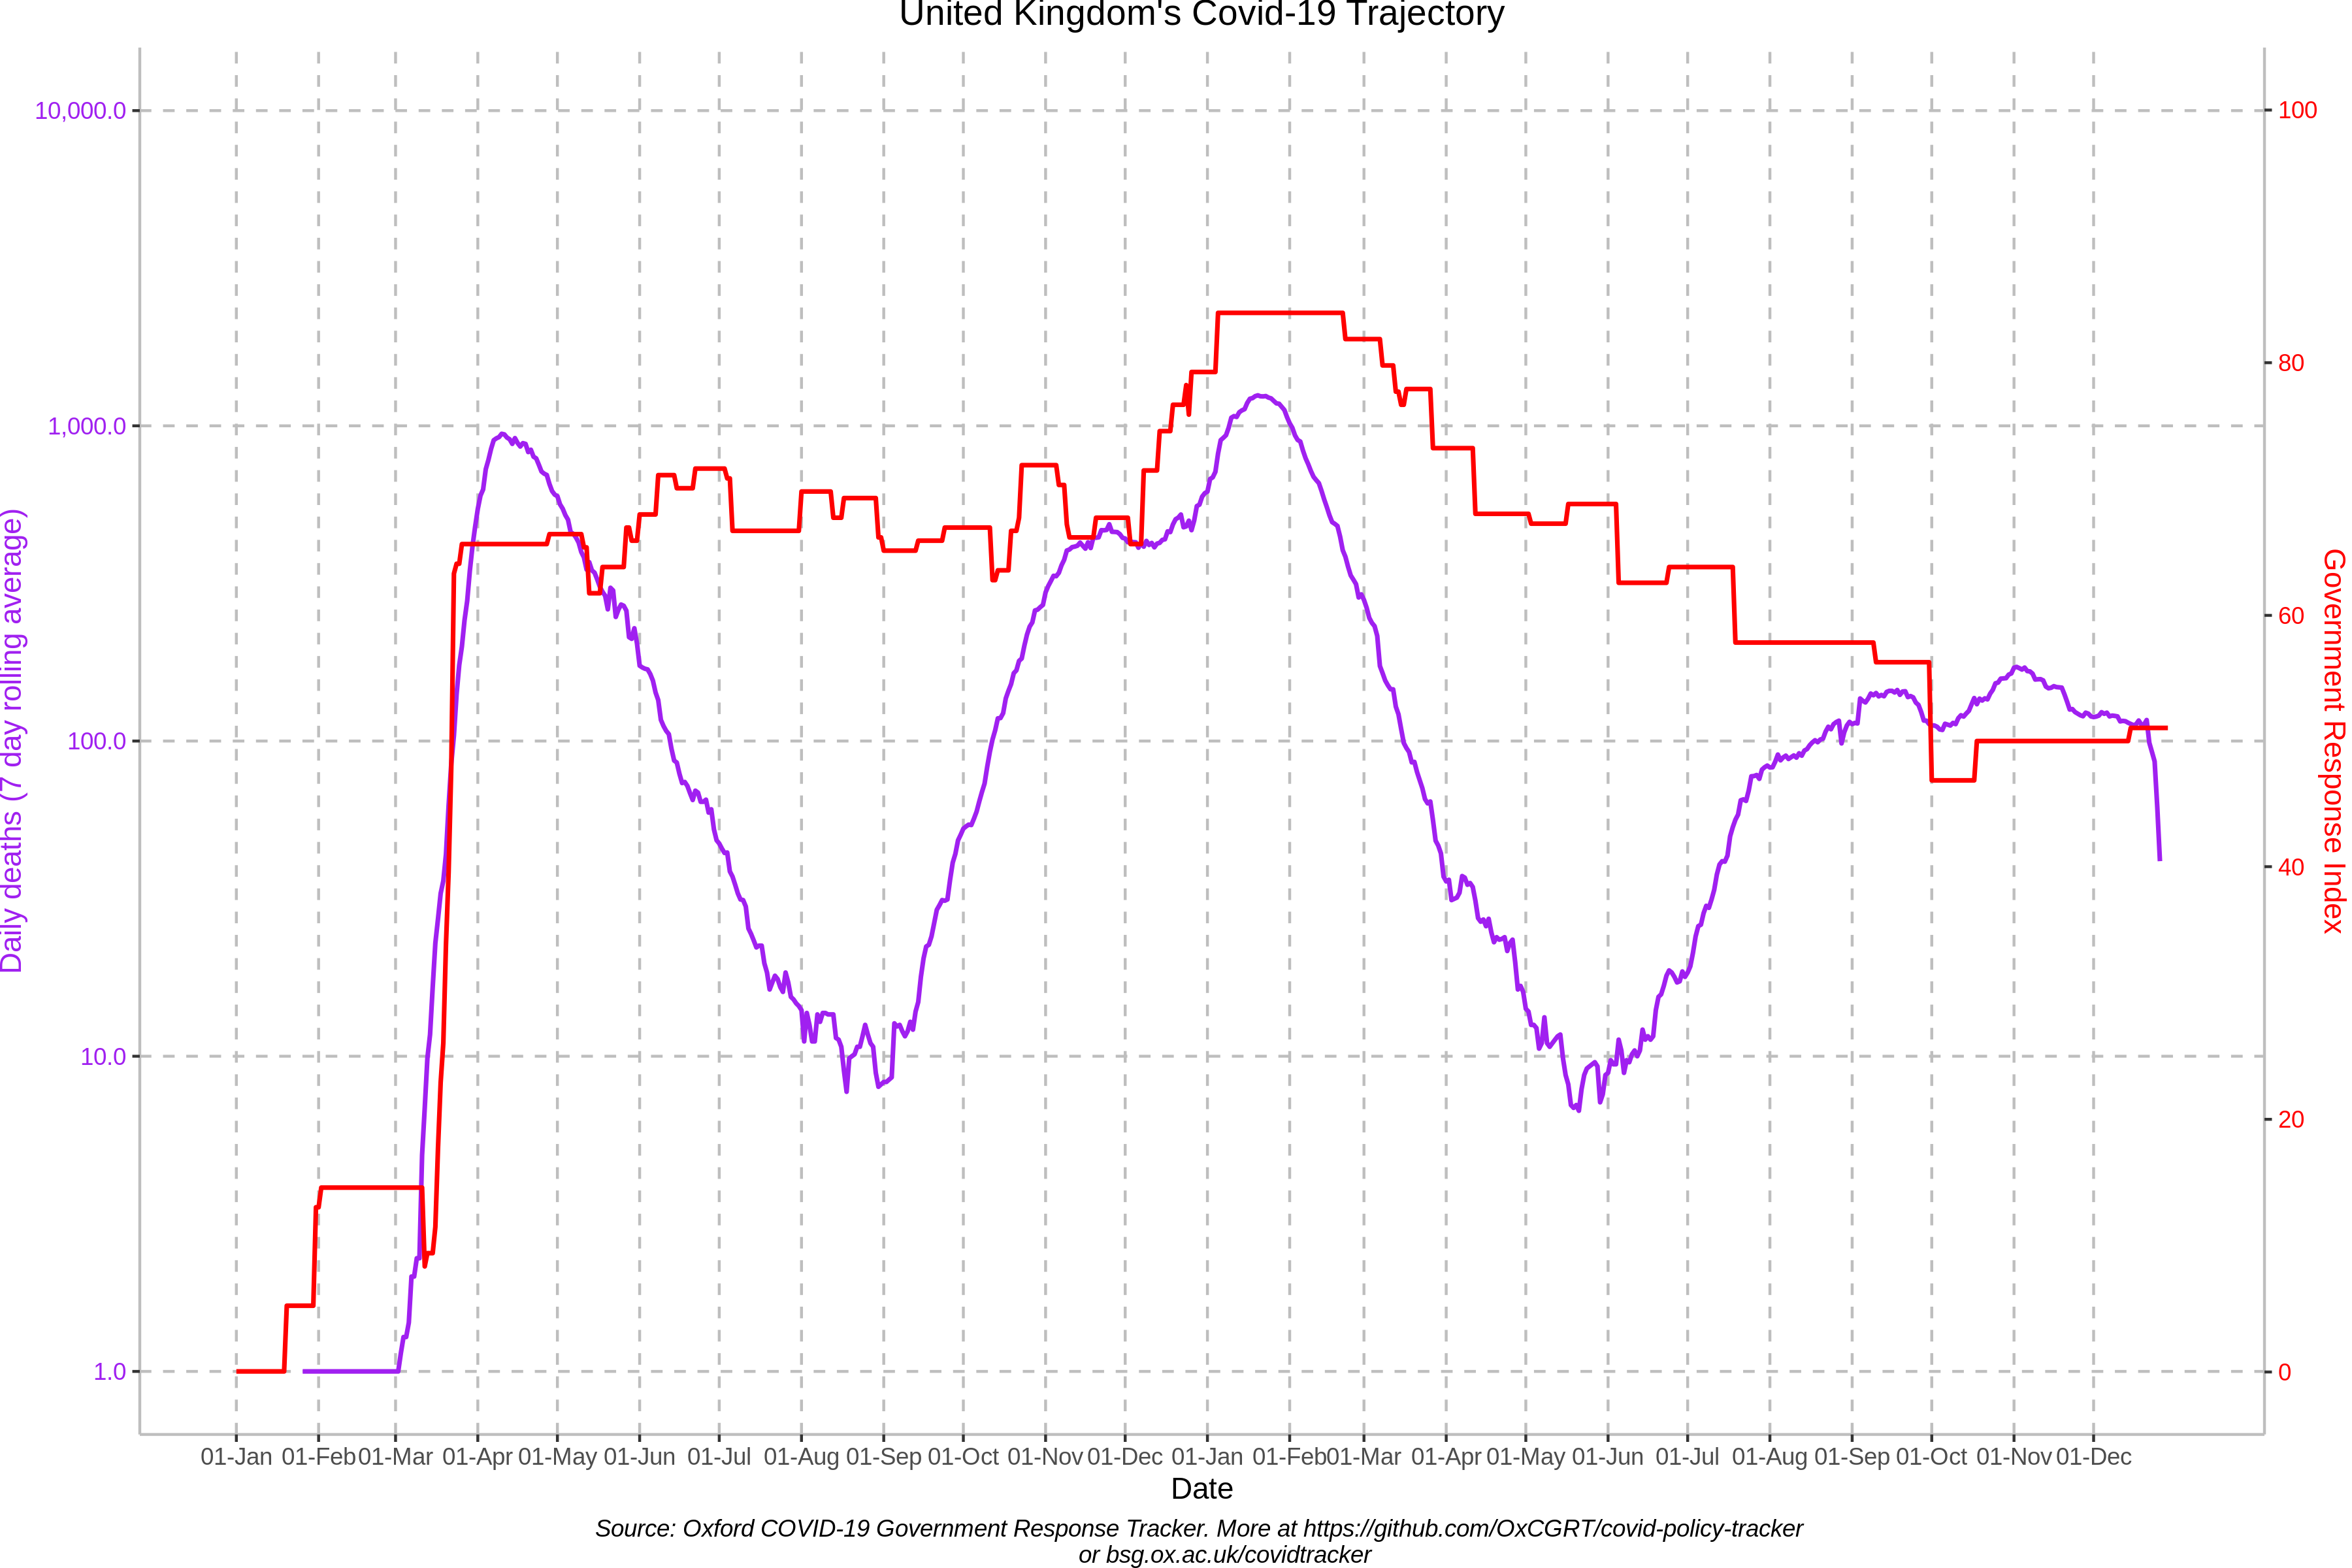 United Kingdom's Covid-19 Trajectory
10,000.0
1,000.0
100.0
10.0
1.0
Daily deaths (7 day rolling average)
100
80
60
40
20
0
Government Response Index
01-Jan 01-Feb 01-Mar 01-Apr 01-May 01-Jun 01-Jul 01-Aug 01-Sep 01-Oct 01-Nov 01-Dec 01-Jan 01-Feb 01-Mar 01-Apr 01-May 01-Jun 01-Jul 01-Aug 01-Sep 01-Oct 01-Nov 01-Dec
Date
Source: Oxford COVID-19 Government Response Tracker. More at https://github.com/OxCGRT/covid-policy-tracker
or bsg.ox.ac.uk/covidtracker